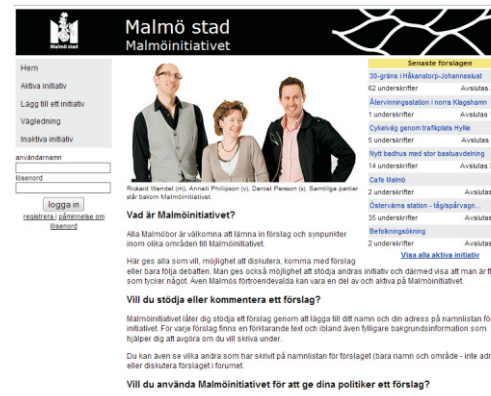 Malmö stad
Malmö stad
Malmöinitiativet
Hem
Aktiva initiativ
Lägg till ett initiativ
Vägledning
Inaktiva initiativ
användarnamn
lösenord
logga in
registrera | påminnelse om
lösenord
Rickard Wendel (m), Anneli Philipson (v), Daniel Persson (s). Samtliga partier
står bakom Malmöinitiativet.
Vad är Malmöinitiativet?
Alla Malmöbor är välkomna att lämna in förslag och synpunkter
inom olika områden till Malmöinitiativet.
Här ges alla som vill, möjlighet att diskutera, komma med förslag
eller bara följa debatten. Man ges också möjlighet att stödja andras initiativ och därmed visa att man är fl
som tycker något. Även Malmös förtroendevalda kan vara en del av och aktiva på Malmöinitiativet.
Vill du stödja eller kommentera ett förslag?
Malmöinitiativet låter dig stödja ett förslag genom att lägga till ditt namn och din adress på namnlistan fö
initiativet. För varje förslag finns en förklarande text och ibland även fylligare bakgrundsinformation som
hjälper dig att avgöra om du vill skriva under.
Du kan även se vilka andra som har skrivit på namnlistan för förslaget (bara namn och område - inte adr
eller diskutera förslaget i forumet.
Vill du använda Malmöinitiativet för att ge dina politiker ett förslag?
Senaste förslagen
30-gräns i Håkanstorp-Johanneslust
62 underskrifter Avslutas
Återvinningsstation i norra Klagshamn
1 underskrifter Avslutas
Cykelväg genom trafikplats Hyllie
5 underskrifter Avslutas
Nytt badhus med stor bastuavdelning
14 underskrifter Avslutas
Cafe Malmö
2 underskrifter Avslutas
Östervärns station - tåg/spårvagn...
35 underskrifter Avslutas
Befolkningsökning
2 underskrifter Avslutas
Visa alla aktiva initiativ